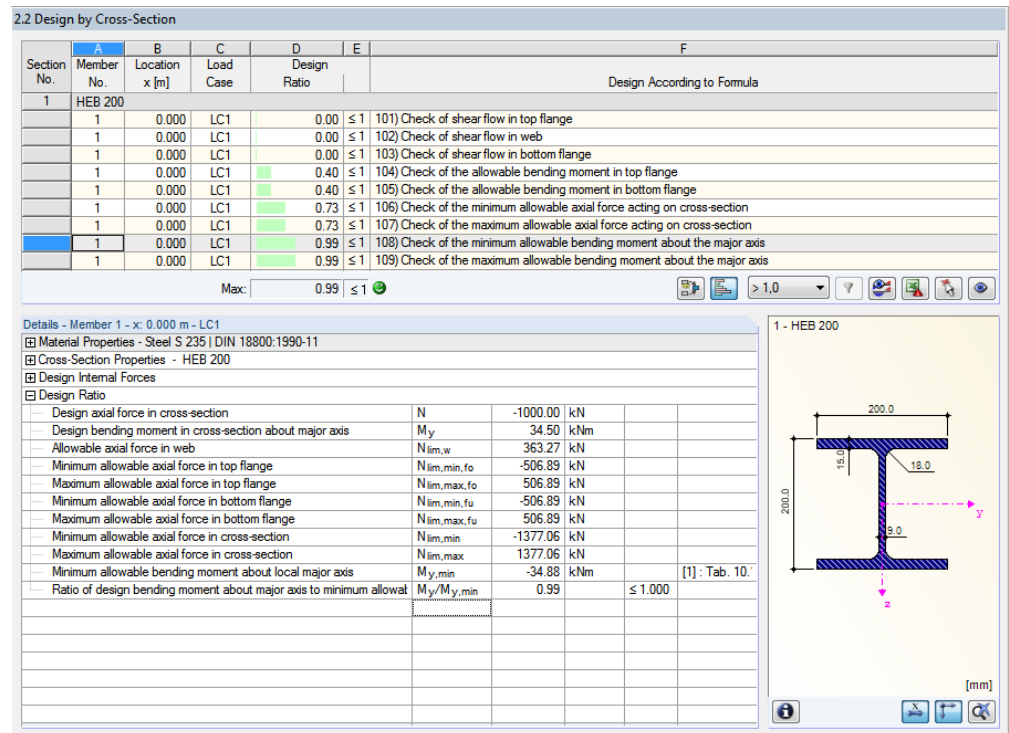 2.2 Design by Cross-Section
A B C D E F
Section Member Location Load Design
No. No. x [m] Case Ratio Design According to Formula
1 HEB 200
1 0.000 LC1 0.00 ≤ 1 101) Check of shear flow in top flange
1 0.000 LC1 0.00 ≤ 1 102) Check of shear flow in web
1 0.000 LC1 0.00 ≤ 1 103) Check of shear flow in bottom flange
1 0.000 LC1 0.40 ≤ 1 104) Check of the allowable bending moment in top flange
1 0.000 LC1 0.40 ≤ 1 105) Check of the allowable bending moment in bottom flange
1 0.000 LC1 0.73 ≤ 1 106) Check of the minimum allowable axial force acting on cross-section
1 0.000 LC1 0.73 ≤ 1 107) Check of the maximum allowable axial force acting on cross-section
1 0.000 LC1 0.99 ≤ 1 108) Check of the minimum allowable bending moment about the major axis
1 0.000 LC1 0.99 ≤ 1 109) Check of the maximum allowable bending moment about the major axis
Max: 0.99 ≤ 1 > 1,0
Details - Member 1 - x: 0.000 m - LC1
Material Properties - Steel S 235 | DIN 18800:1990-11
Cross-Section Properties - HEB 200
Design Internal Forces
Design Ratio
Design axial force in cross-section N -1000.00 kN
Design bending moment in cross-section about major axis My 34.50 kNm
Allowable axial force in web Nlim,w 363.27 kN
Minimum allowable axial force in top flange Nlim,min,fo -506.89 kN
Maximum allowable axial force in top flange Nlim,max,fo 506.89 kN
Minimum allowable axial force in bottom flange Nlim,min,fu -506.89 kN
Maximum allowable axial force in bottom flange Nlim,max,fu 506.89 kN
Minimum allowable axial force in cross-section Nlim,min -1377.06 kN
Maximum allowable axial force in cross-section Nlim,max 1377.06 kN
Minimum allowable bending moment about local major axis My,min -34.88 kNm [1] : Tab. 10.
Ratio of design bending moment about major axis to minimum allowat My/My,min 0.99 ≤ 1.000
1 - HEB 200
200.0
15.0
18.0
200.0
y
9.0
z
[mm]